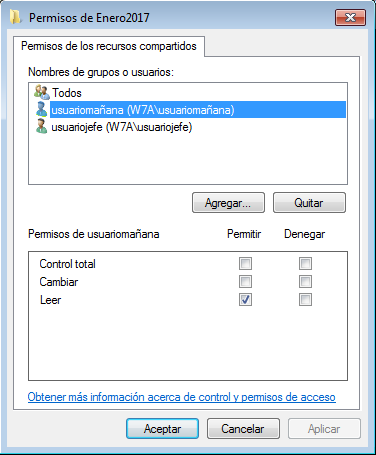 Permisos de Enero2017
Permisos de los recursos compartidos
Nombres de grupos o usuarios:
Todos
usuariomañana (W7A\usuariomañana)
usuariojefe (W7A\usuariojefe)
Agregar... Quitar
Permisos de usuariomañana Permitir Denegar
Control total
Cambiar
Leer
Obtener más información acerca de control y permisos de acceso
Aceptar Cancelar Aplicar